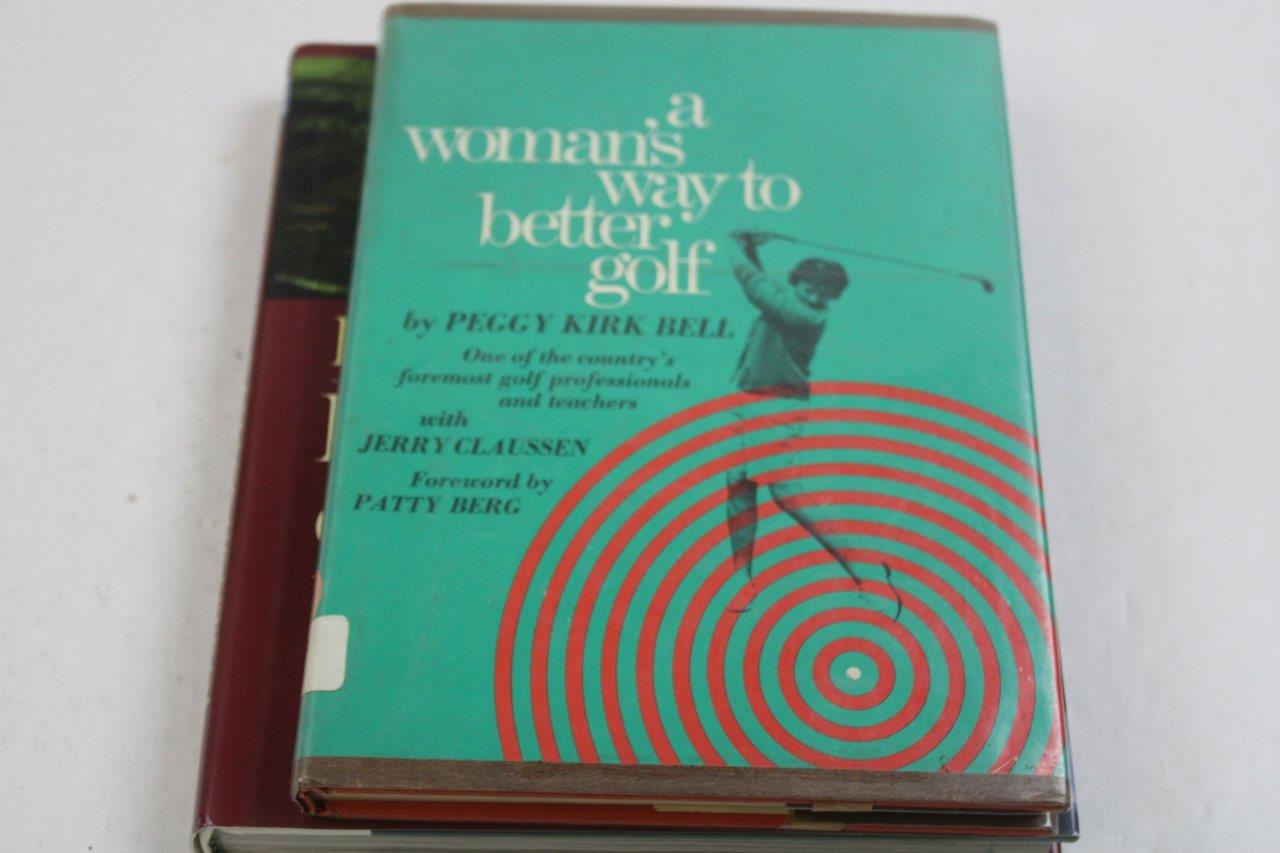 a
woman's
way to
better
golf
by PEGGY KIRK BELL
One of the country's
foremost golf professionals
and teachers
with
JERRY CLAUSSEN
Foreword by
PATTY BERG